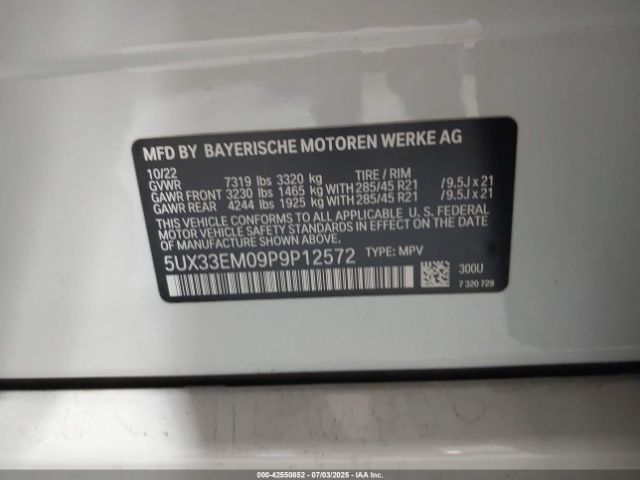 MFD BY BAYERISCHE MOTOREN WERKE AG
10/22
GVWR 7319 lbs 3320 kg TIRE / RIM
GAWR FRONT 3230 lbs 1465 kg WITH 285/45 R21 /9.5J x 21
GAWR REAR 4244 lbs 1925 kg WITH 285/45 R21 /9.5J x 21
THIS VEHICLE CONFORMS TO ALL APPLICABLE U. S. FEDERAL
MOTOR VEHICLE SAFETY STANDARDS IN EFFECT ON THE
DATE OF MANUFACTURE SHOWN ABOVE.
5UX33EM09P9P12572 TYPE: MPV
300U
7 320 729
000-42550852 - 07/03/2025 - IAAI.COM